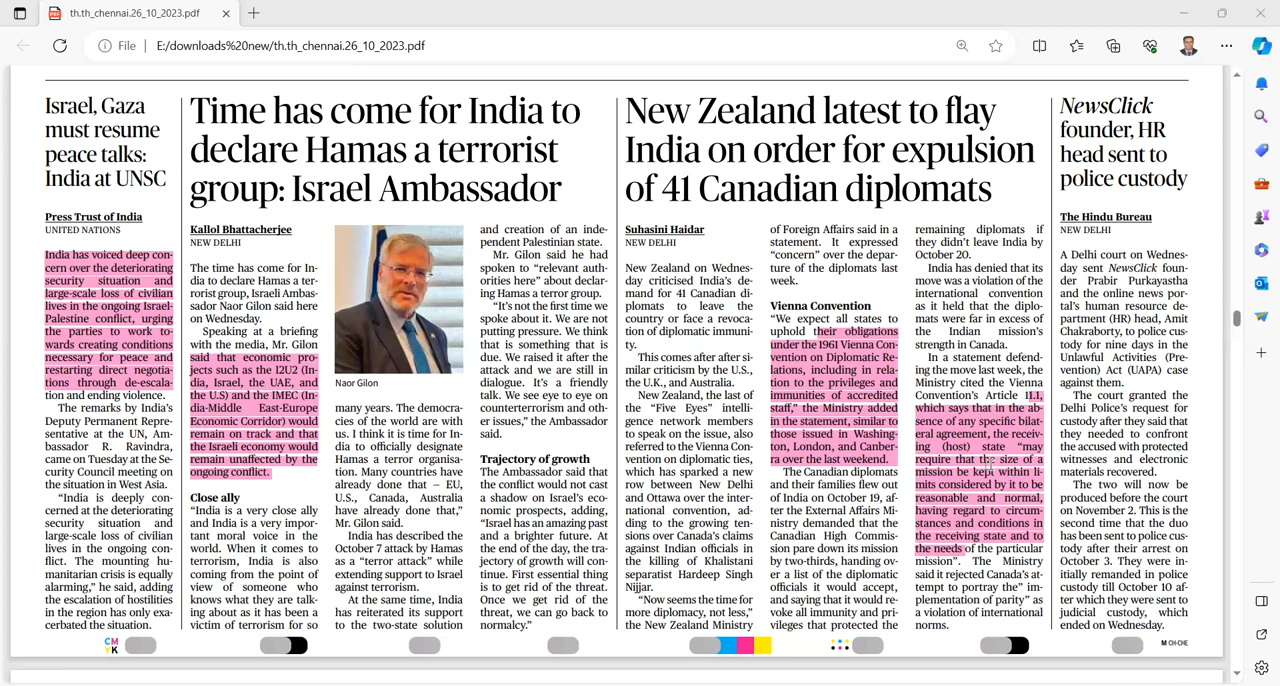 th.th_chennai.26_10_2023.pdf
File
E:/downloads%20new/th.th_chennai.26_10_2023.pdf
Israel, Gaza
must resume
peace talks:
India at UNSC
Press Trust of India
UNITED NATIONS
India has voiced deep con-
cern over the deteriorating
security situation and
large-scale loss of civilian
lives in the ongoing Israel-
Palestine conflict, urging
the parties to work to-
wards creating conditions
necessary for peace and
restarting direct negotia-
tions through de-escala-
tion and ending violence.
The remarks by India's
Deputy Permanent Repre-
sentative at the UN, Am-
bassador R. Ravindra,
came on Tuesday at the Se-
curity Council meeting on
the situation in West Asia.
"India is deeply con-
cerned at the deteriorating
security situation and
large-scale loss of civilian
lives in the ongoing con-
flict. The mounting hu-
manitarian crisis is equally
alarming," he said, adding
the escalation of hostilities
in the region has only exa-
cerbated the situation.
Time has come for India to
declare Hamas a terrorist
group: Israel Ambassador
Kallol Bhattacherjee
NEW DELHI
The time has come for In-
dia to declare Hamas a ter-
rorist group, Israeli Ambas-
sador Naor Gilon said here
on Wednesday.
Speaking at a briefing
with the media, Mr. Gilon
said that economic pro-
jects such as the I2U2 (In-
dia, Israel, the UAE, and
the U.S) and the IMEC (In-
dia-Middle East-Europe
Economic Corridor) would
remain on track and that
the Israeli economy would
remain unaffected by the
ongoing conflict.
Close ally
"India is a very close ally
and India is a very impor-
tant moral voice in the
world. When it comes to
terrorism, India is also
coming from the point of
view of someone who
knows what they are talk-
ing about as it has been a
victim of terrorism for so
Naor Gilon
many years. The democra-
cies of the world are with
us. I think it is time for In-
dia to officially designate
Hamas a terror organisa-
tion. Many countries have
already done that – EU,
U.S., Canada, Australia
have already done that,"
Mr. Gilon said.
India has described the
October 7 attack by Hamas
as a "terror attack" while
extending support to Israel
against terrorism.
At the same time, India
has reiterated its support
to the two-state solution
and creation of an inde-
pendent Palestinian state.
Mr. Gilon said he had
spoken to "relevant auth-
orities here" about declar-
ing Hamas a terror group.
"It's not the first time we
spoke about it. We are not
putting pressure. We think
that is something that is
due. We raised it after the
attack and we are still in
dialogue. It's a friendly
talk. We see eye to eye on
counterterrorism and oth-
er issues," the Ambassador
said.
Trajectory of growth
The Ambassador said that
the conflict would not cast
a shadow on Israel's eco-
nomic prospects, adding,
"Israel has an amazing past
and a brighter future. At
the end of the day, the tra-
jectory of growth will con-
tinue. First essential thing
is to get rid of the threat.
Once we get rid of the
threat, we can go back to
normalcy."
New Zealand latest to flay
India on order for expulsion
of 41 Canadian diplomats
Suhasini Haidar
NEW DELHI
New Zealand on Wednes-
day criticised India's de-
mand for 41 Canadian di-
plomats to leave the
country or face a revoca-
tion of diplomatic immuni-
ty.
This comes after after si-
milar criticism by the U.S.,
the U.K., and Australia.
New Zealand, the last of
the "Five Eyes" intelli-
gence network members
to speak on the issue, also
referred to the Vienna Con-
vention on diplomatic ties,
which has sparked a new
row between New Delhi
and Ottawa over the inter-
national convention, ad-
ding to the growing ten-
sions over Canada's claims
against Indian officials in
the killing of Khalistani
separatist Hardeep Singh
Nijjar.
"Now seems the time for
more diplomacy, not less,"
the New Zealand Ministry
of Foreign Affairs said in a
statement. It expressed
"concern" over the depar-
ture of the diplomats last
week.
Vienna Convention
"We expect all states to
uphold their obligations
under the 1961 Vienna Con-
vention on Diplomatic Re-
lations, including in rela-
tion to the privileges and
immunities of accredited
staff," the Ministry added
in the statement, similar to
those issued in Washing-
ton, London, and Canber-
ra over the last weekend.
The Canadian diplomats
and their families flew out
of India on October 19, af-
ter the External Affairs Mi-
nistry demanded that the
Canadian High Commis-
sion pare down its mission
by two-thirds, handing ov-
er a list of the diplomatic
officials it would accept,
and saying that it would re-
voke all immunity and pri-
vileges that protected the
remaining diplomats if
they didn't leave India by
October 20.
India has denied that its
move was a violation of the
international convention
as it held that the diplo-
mats were far in excess of
the Indian mission's
strength in Canada.
In a statement defend-
ing the move last week, the
Ministry cited the Vienna
Convention's Article 11.1,
which says that in the ab-
sence of any specific bilat-
eral agreement, the receiv-
ing (host) state "may
require that the size of a
mission be kept within li-
mits considered by it to be
reasonable and normal,
having regard to circum-
stances and conditions in
the receiving state and to
the needs of the particular
mission". The Ministry
said it rejected Canada's at-
tempt to portray the" im-
plementation of parity" as
a violation of international
norms.
NewsClick
founder, HR
head sent to
police custody
The Hindu Bureau
NEW DELHI
A Delhi court on Wednes-
day sent NewsClick foun-
der Prabir Purkayastha
and the online news por-
tal's human resource de-
partment (HR) head, Amit
Chakraborty, to police cus-
tody for nine days in the
Unlawful Activities (Pre-
vention) Act (UAPA) case
against them.
The court granted the
Delhi Police's request for
custody after they said that
they needed to confront
the accused with protected
witnesses and electronic
materials recovered.
The two will now be
produced before the court
on November 2. This is the
second time that the duo
has been sent to police cus-
tody after their arrest on
October 3. They were in-
itially remanded in police
custody till October 10 af-
ter which they were sent to
judicial custody, which
ended on Wednesday.
CM
YK
M CH-CHE